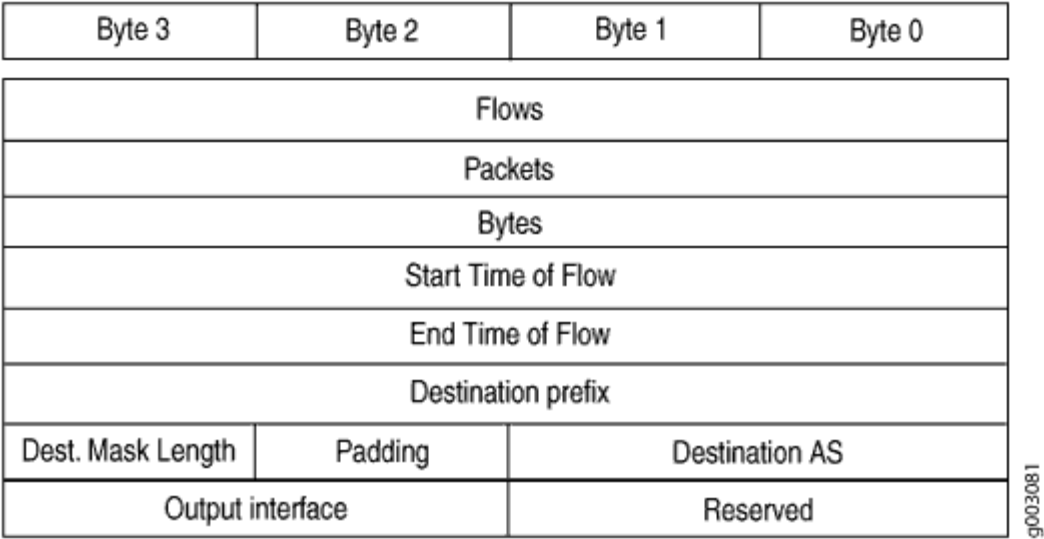 Byte 3 Byte 2 Byte 1 Byte 0
Flows
Packets
Bytes
Start Time of Flow
End Time of Flow
Destination prefix
Dest. Mask Length Padding Destination AS
Output interface Reserved
g003081